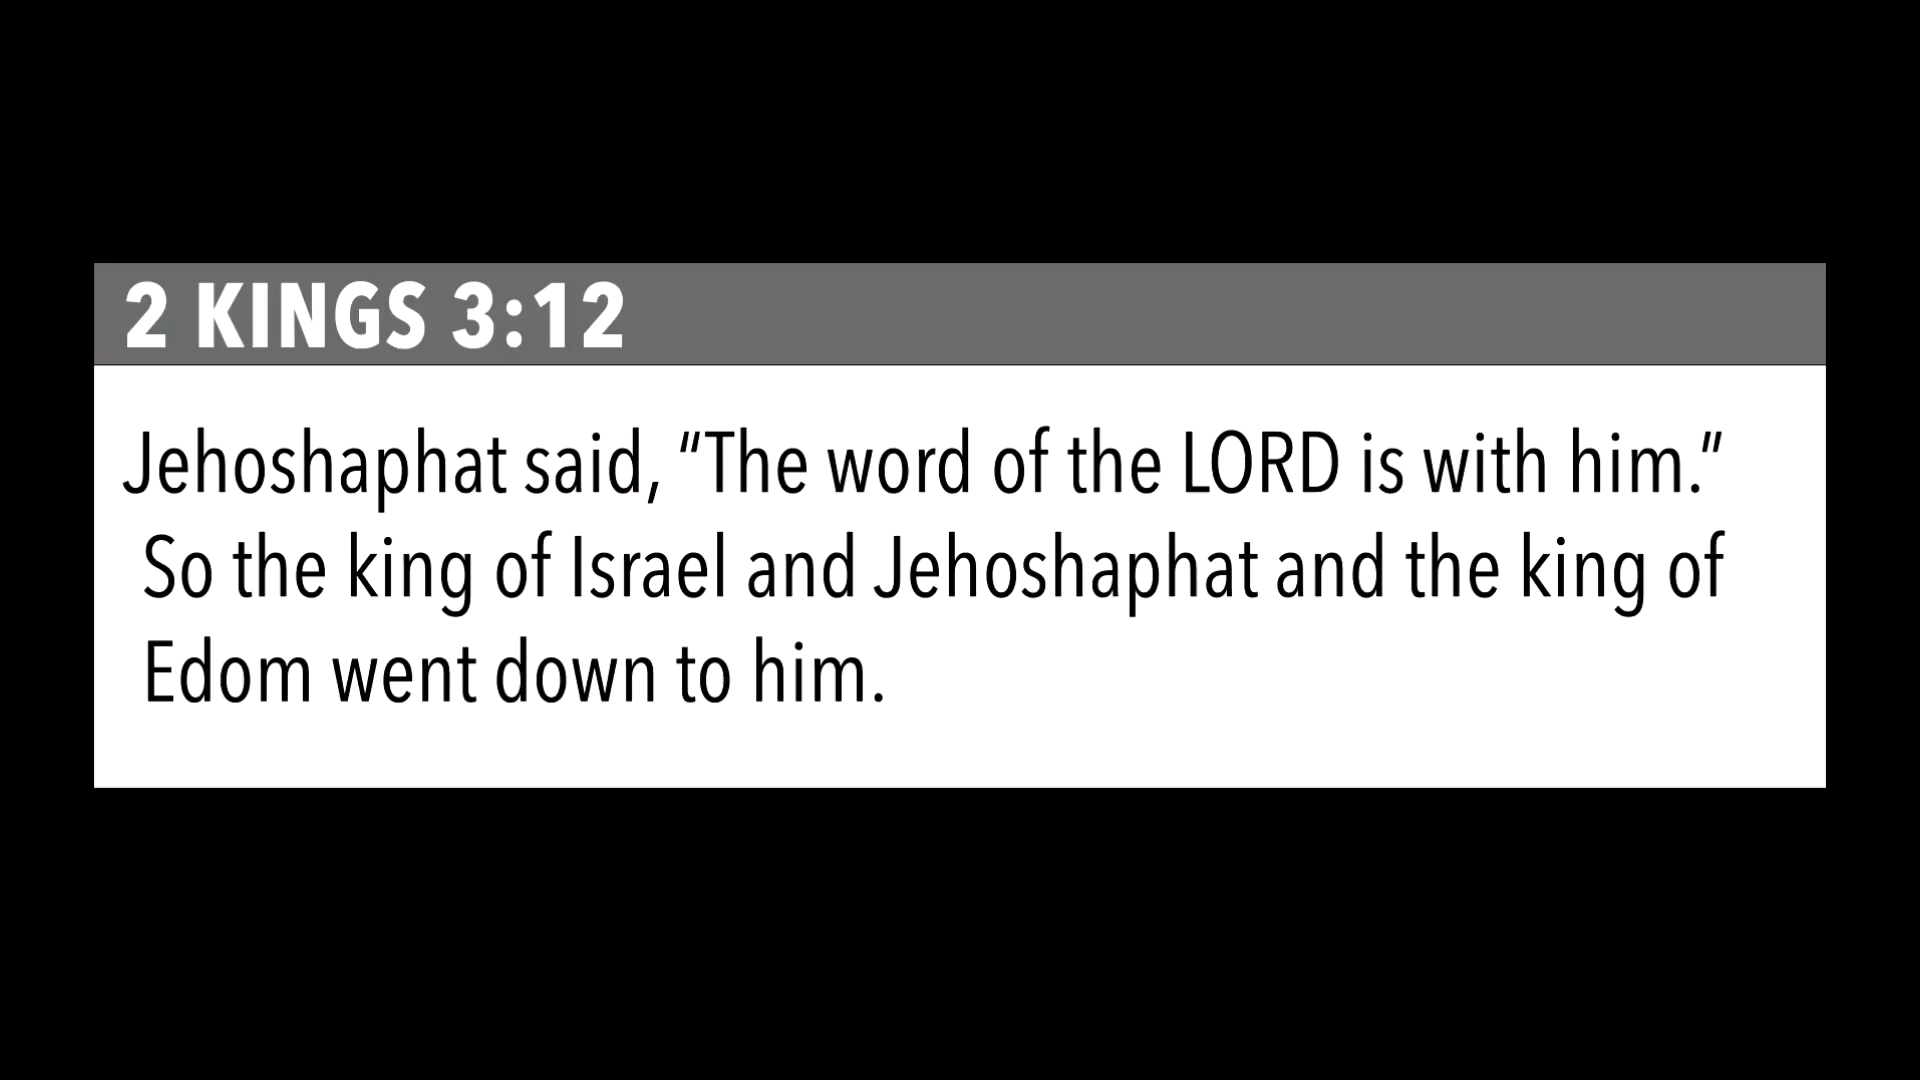 2 KINGS 3:12
Jehoshaphat said, “The word of the LORD is with him.”
So the king of Israel and Jehoshaphat and the king of
Edom went down to him.